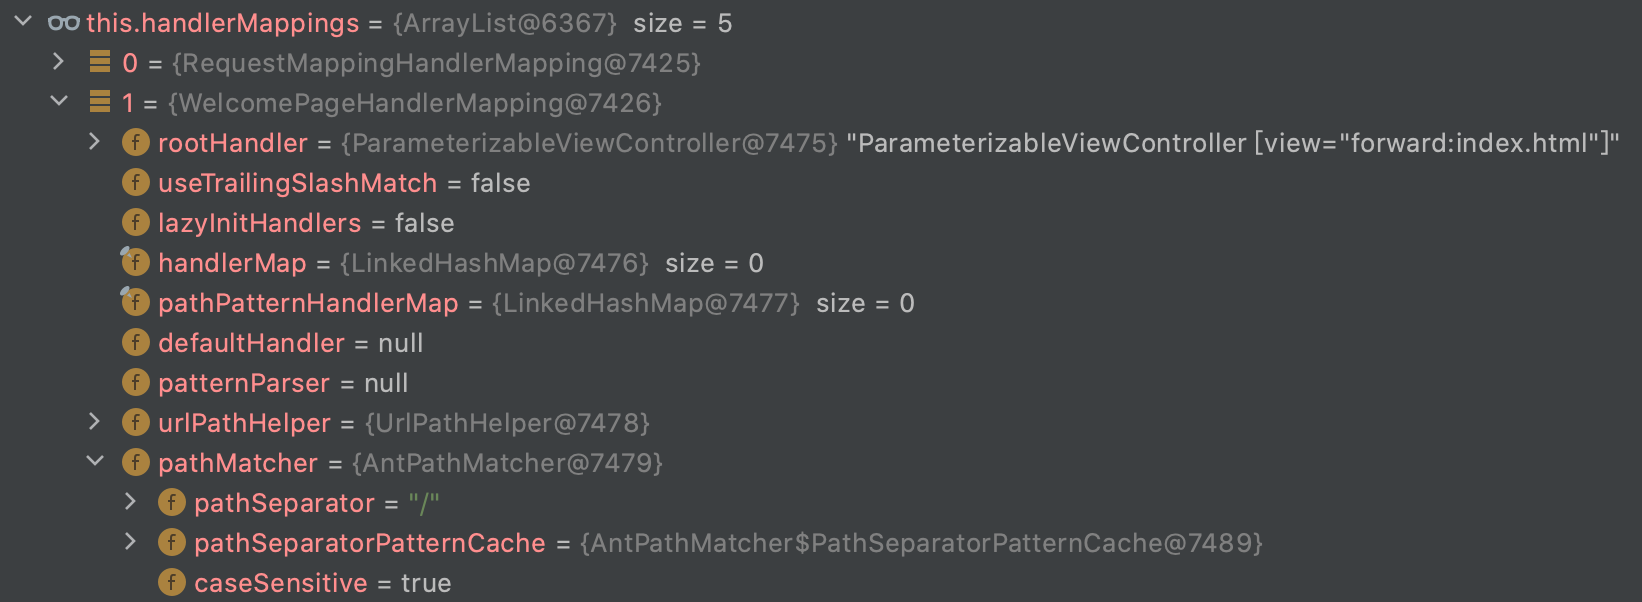 this.handlerMappings = {ArrayList@6367} size = 5
0 = {RequestMappingHandlerMapping@7425}
1 = {WelcomePageHandlerMapping@7426}
f rootHandler = {ParameterizableViewController@7475} "ParameterizableViewController [view="forward:index.html"]"
f useTrailingSlashMatch = false
f lazyInitHandlers = false
f handlerMap = {LinkedHashMap@7476} size = 0
f pathPatternHandlerMap = {LinkedHashMap@7477} size = 0
f defaultHandler = null
f patternParser = null
f urlPathHelper = {UrlPathHelper@7478}
f pathMatcher = {AntPathMatcher@7479}
f pathSeparator = "/"
f pathSeparatorPatternCache = {AntPathMatcher$PathSeparatorPatternCache@7489}
f caseSensitive = true